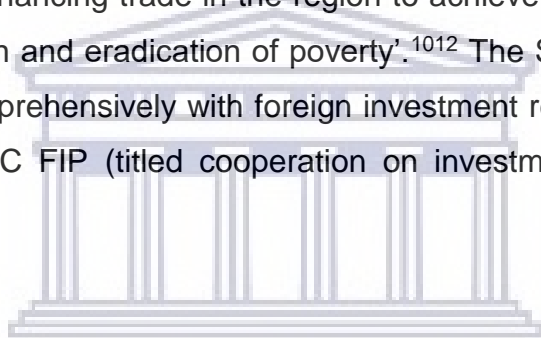 nhancing trade in the region to achieve
n and eradication of poverty’.1012 The S
prehensively with foreign investment r
C FIP (titled cooperation on investm